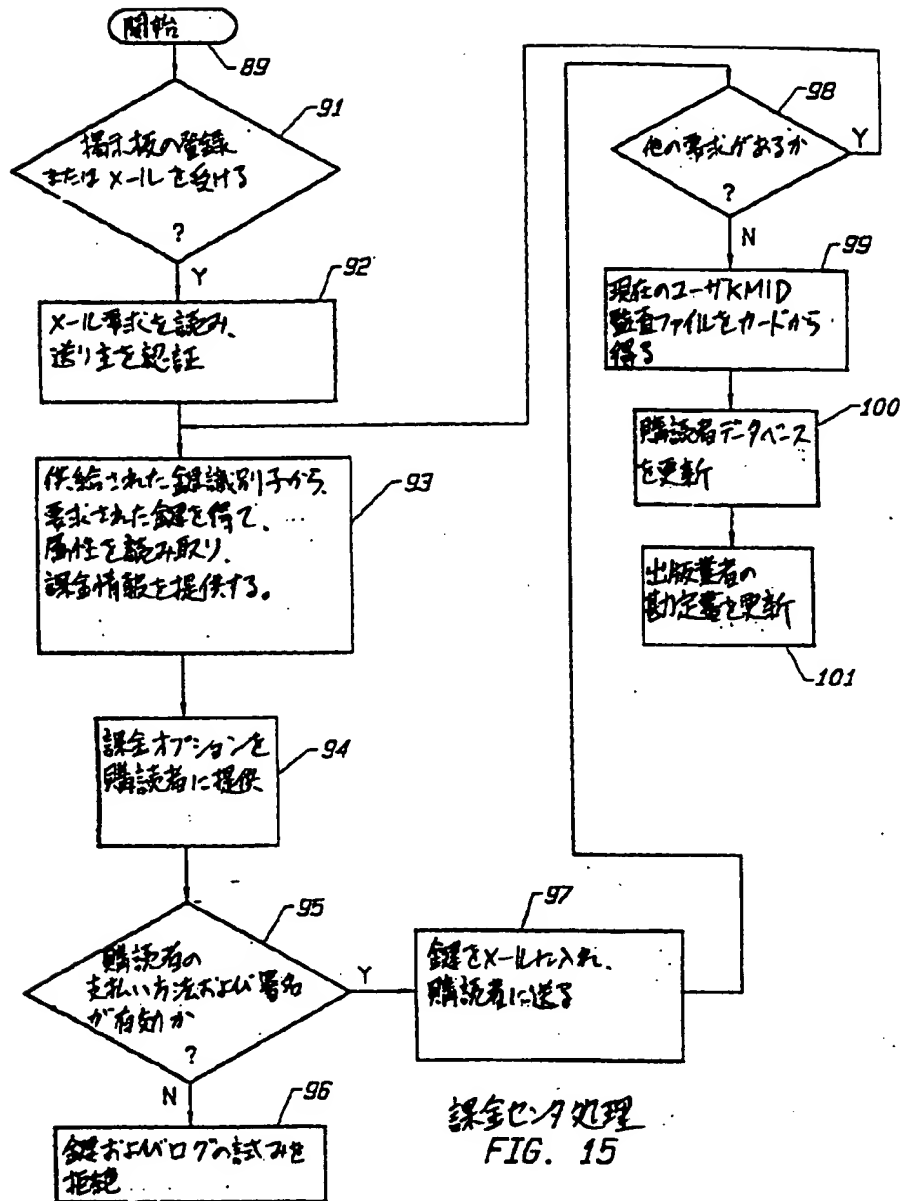 開始
89
91
掲示板の登録
またはメールを受ける
?
Y
92
メール要求を読み、
送り主を認証
93
供給された鍵識別子から、
要求された鍵を得て、
属性を読み取り、
課金情報を提供する。
94
課金オプションを
購読者に提供
95
購読者の
支払い方法および署名
が有効か
?
Y
N
96
鍵およびログの試みを
拒絶
97
鍵をメールに入れ、
購読者に送る
98
他の要求があるか
?
Y
N
99
現在のユーザKMID
監査ファイルをカードから
得る
100
購読者データベース
を更新
出版業者の
勘定書を更新
101
課金センタ処理
FIG. 15